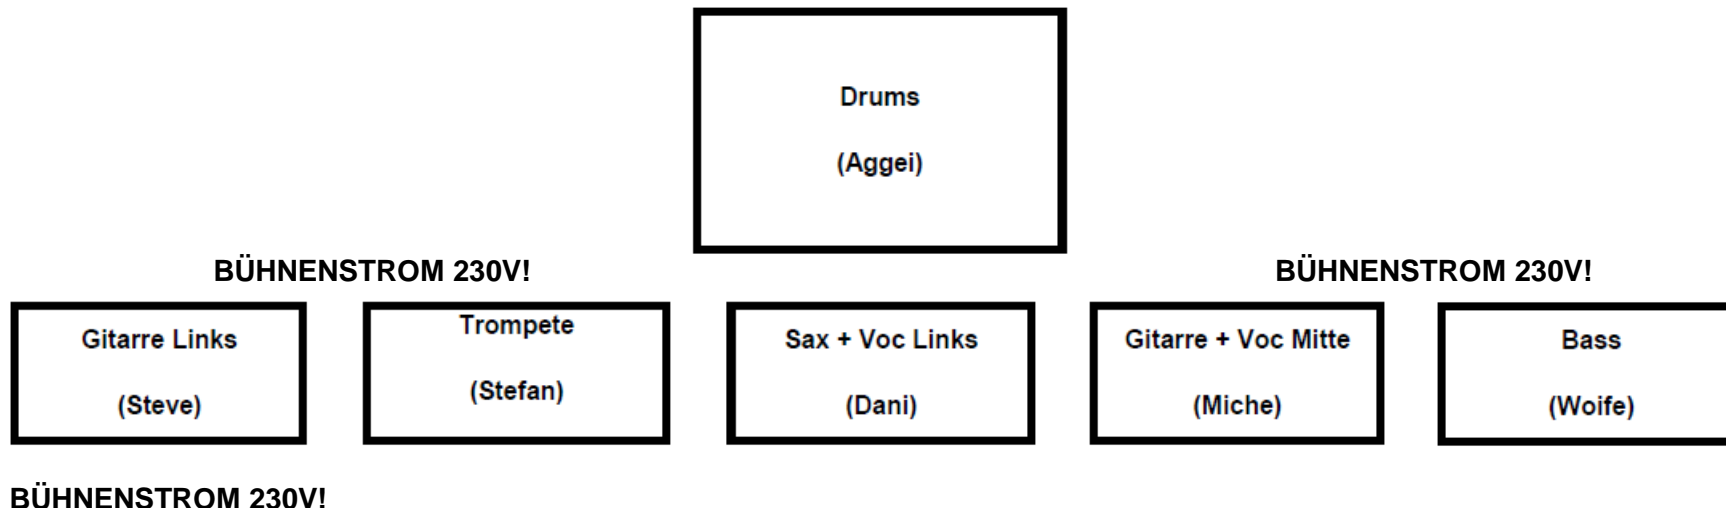 Drums
(Aggei)
BÜHNENSTROM 230V!
BÜHNENSTROM 230V!
Gitarre Links
(Steve)
Trompete
(Stefan)
Sax + Voc Links
(Dani)
Gitarre + Voc Mitte
(Miche)
Bass
(Woife)
BÜHNENSTROM 230V!